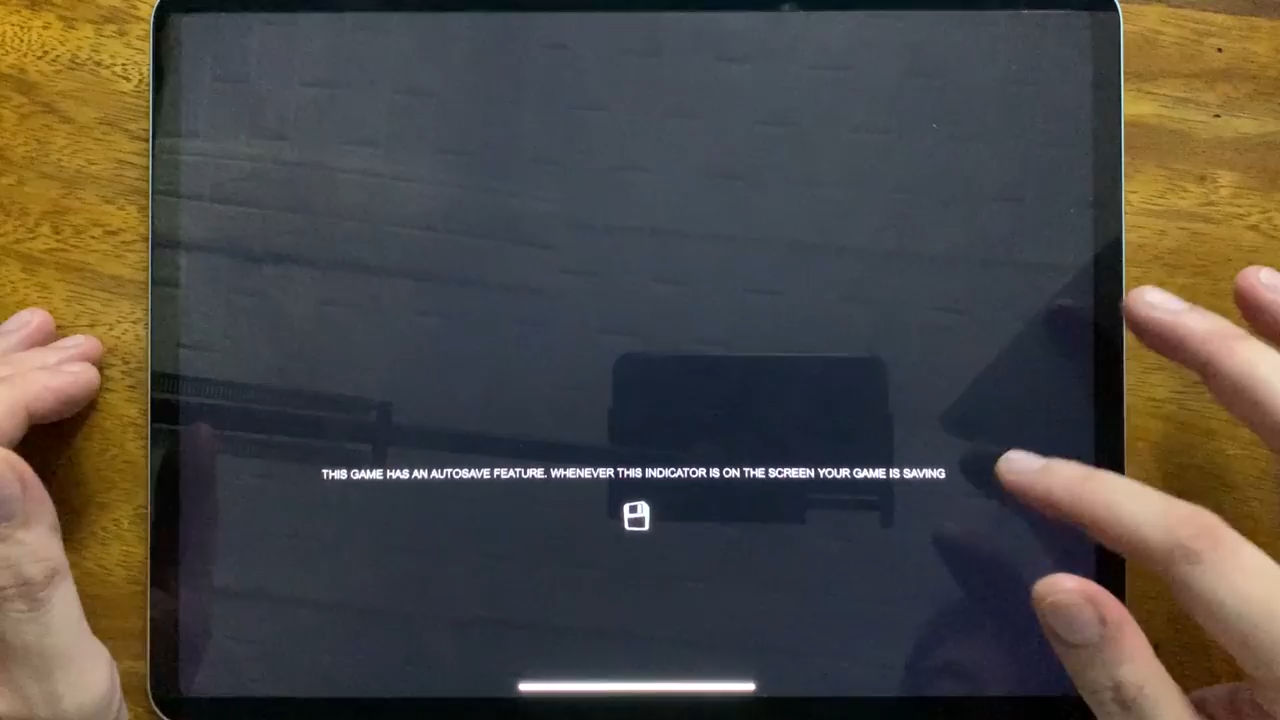 THIS GAME HAS AN AUTOSAVE FEATURE. WHENEVER THIS INDICATOR IS ON THE SCREEN YOUR GAME IS SAVING